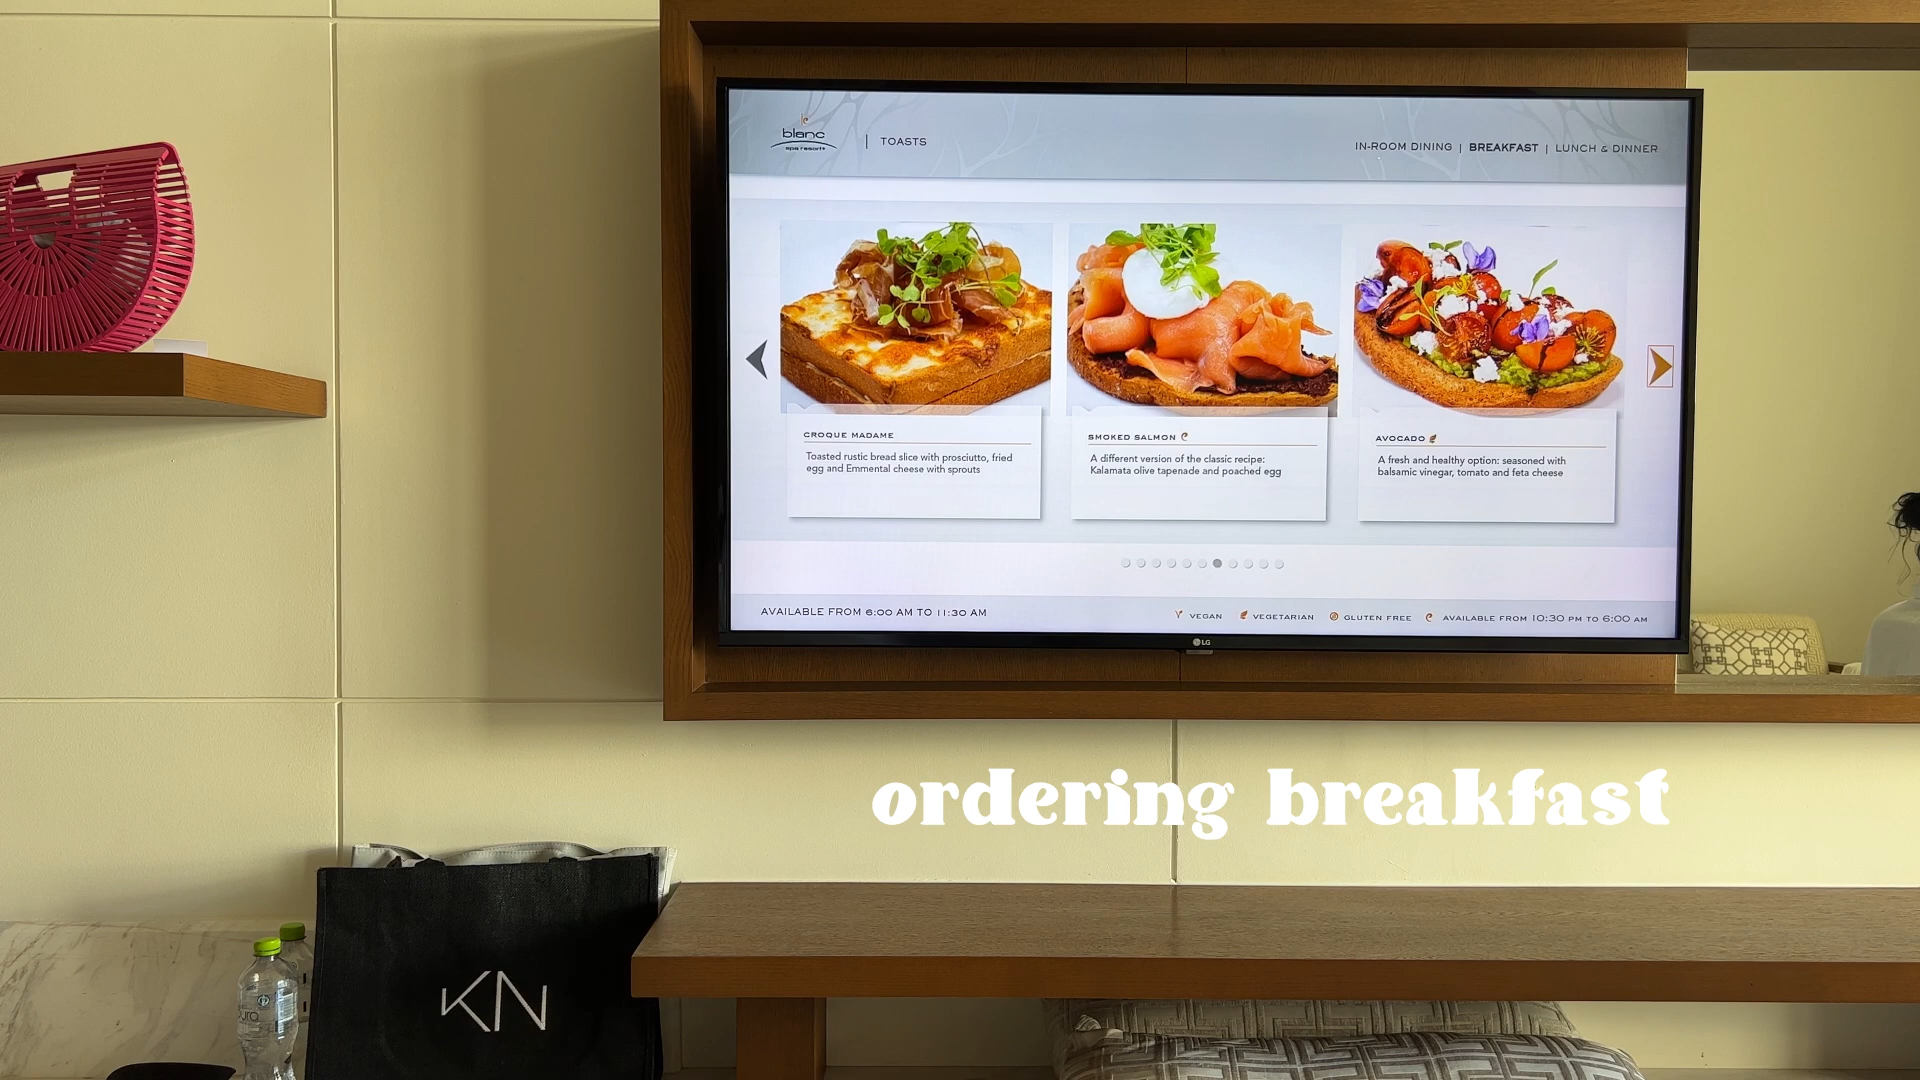 le
blanc
spa resort
TOASTS
IN-ROOM DINING | BREAKFAST | LUNCH & DINNER
CROQUE MADAME
Toasted rustic bread slice with prosciutto, fried
egg and Emmental cheese with sprouts
SMOKED SALMON
A different version of the classic recipe:
Kalamata olive tapenade and poached egg
AVOCADO
A fresh and healthy option: seasoned with
balsamic vinegar, tomato and feta cheese
AVAILABLE FROM 6:00 AM TO 11:30 AM
VEGAN
VEGETARIAN
GLUTEN FREE
AVAILABLE FROM 10:30 PM TO 6:00 AM
LG
ordering breakfast
KN